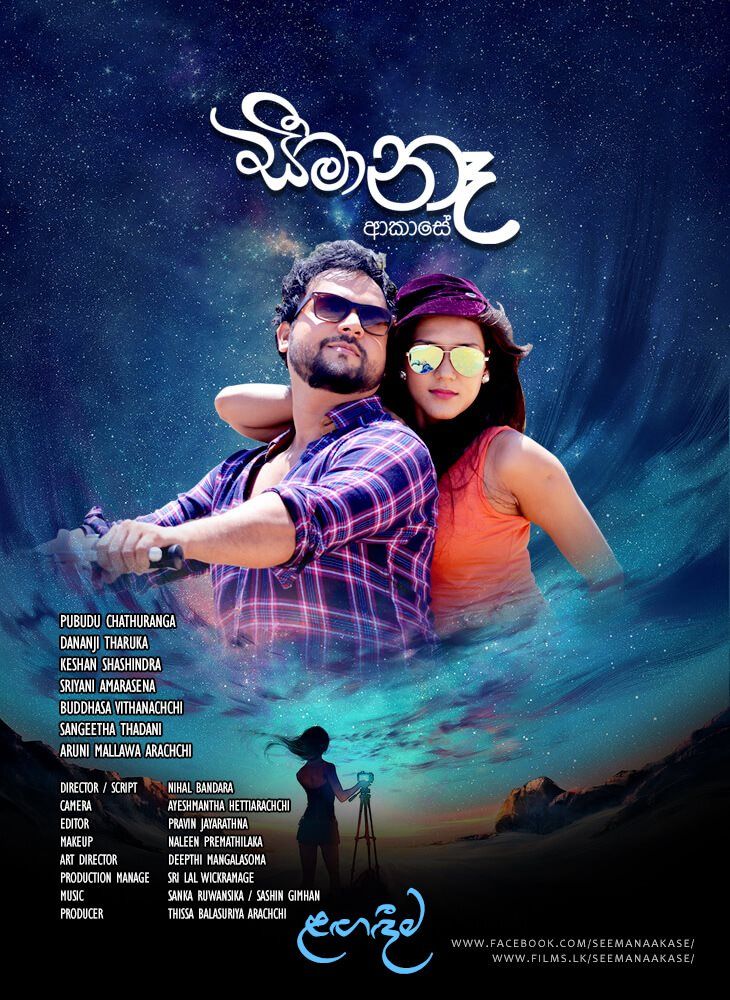 සීමා නෑ
ආකාසේ
PUBUDU CHATHURANGA
DANANJI THARUKA
KESHAN SHASHINDRA
SRIYANI AMARASENA
BUDDHASA VITHANACHCHI
SANGEETHA THADANI
ARUNI MALLAWA ARACHCHI
DIRECTOR / SCRIPT NIHAL BANDARA
CAMERA AYESHMANTHA HETTIARACHCHI
EDITOR PRAVIN JAYARATHNA
MAKEUP NALEEN PREMATHILAKA
ART DIRECTOR DEEPTHI MANGALASOMA
PRODUCTION MANAGE SRI LAL WICKRAMAGE
MUSIC SANKA RUWANSIKA / SASHIN GIMHAN
PRODUCER THISSA BALASURIYA ARACHCHI
ළඟදීම
WWW.FACEBOOK.COM/SEEMANAAKASE/
WWW.FILMS.LK/SEEMANAAKASE/